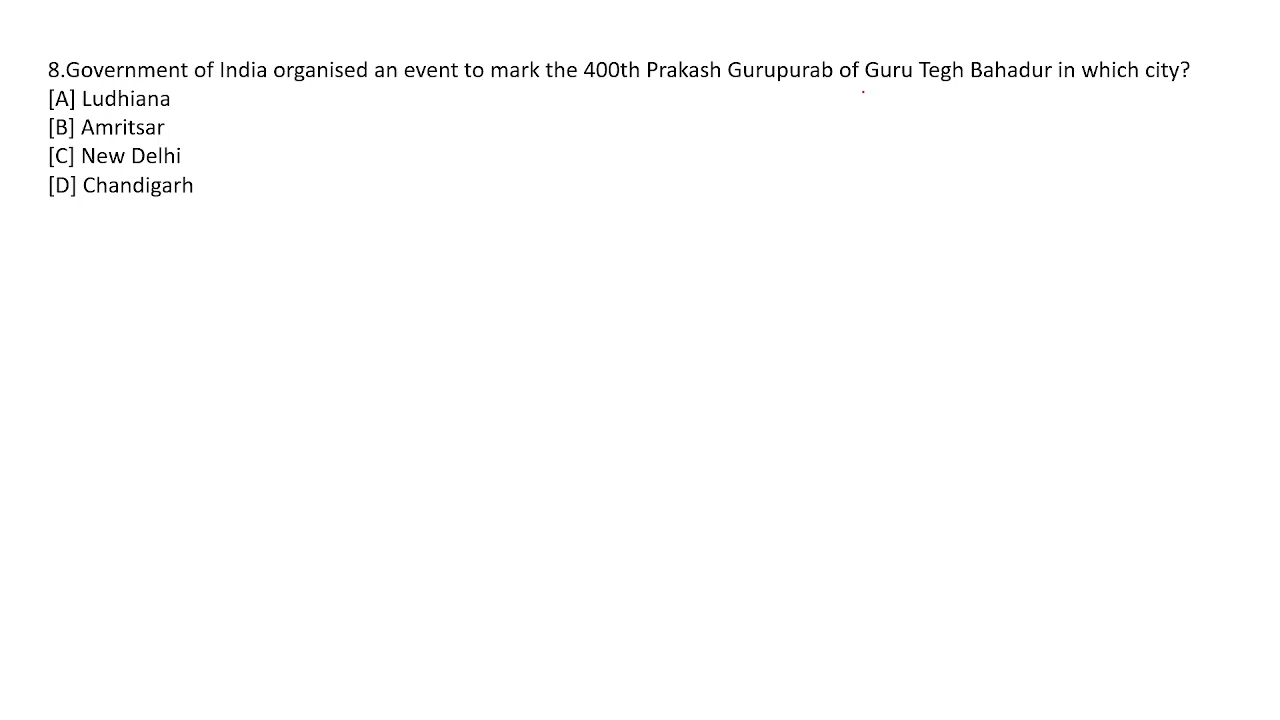 8.Government of India organised an event to mark the 400th Prakash Gurupurab of Guru Tegh Bahadur in which city?
[A] Ludhiana
[B] Amritsar
[C] New Delhi
[D] Chandigarh